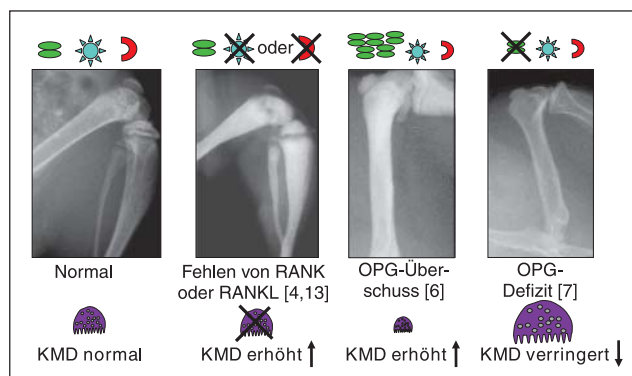 oder
Normal
Fehlen von RANK
oder RANKL [4,13]
OPG-Über-
schuss [6]
OPG-
Defizit [7]
KMD normal
KMD erhöht
KMD erhöht
KMD verringert